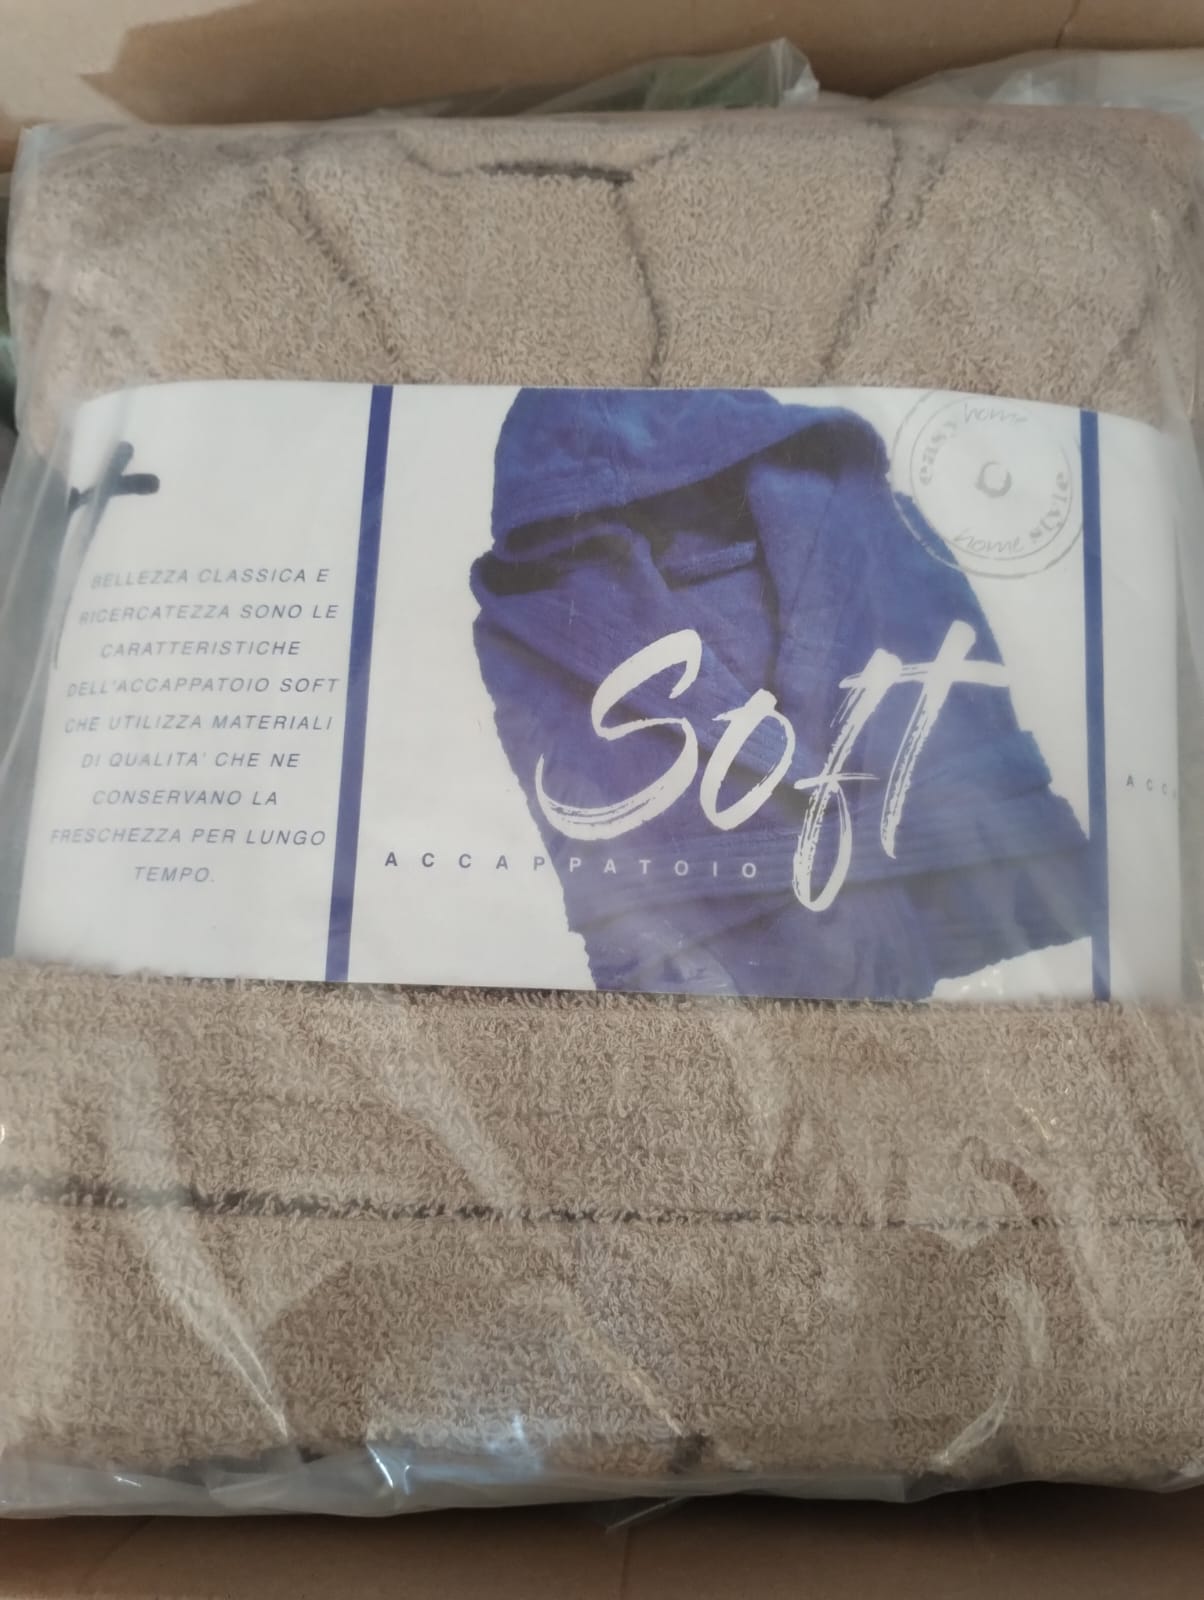 BELLEZZA CLASSICA E
RICERCATEZZA SONO LE
CARATTERISTICHE
DELL'ACCAPPATOIO SOFT
CHE UTILIZZA MATERIALI
DI QUALITA' CHE NE
CONSERVANO LA
FRESCHEZZA PER LUNGO
TEMPO.
Soft
ACCAPPATOIO
easy home
home style